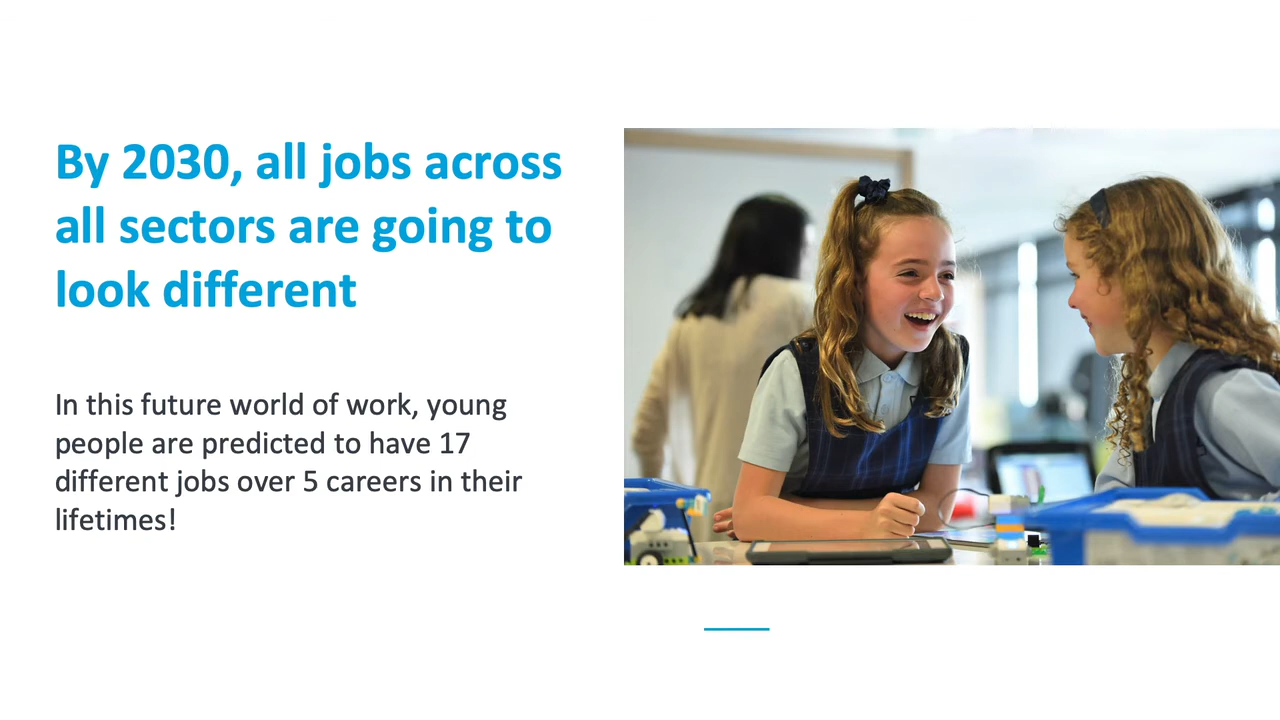 By 2030, all jobs across
all sectors are going to
look different
In this future world of work, young
people are predicted to have 17
different jobs over 5 careers in their
lifetimes!